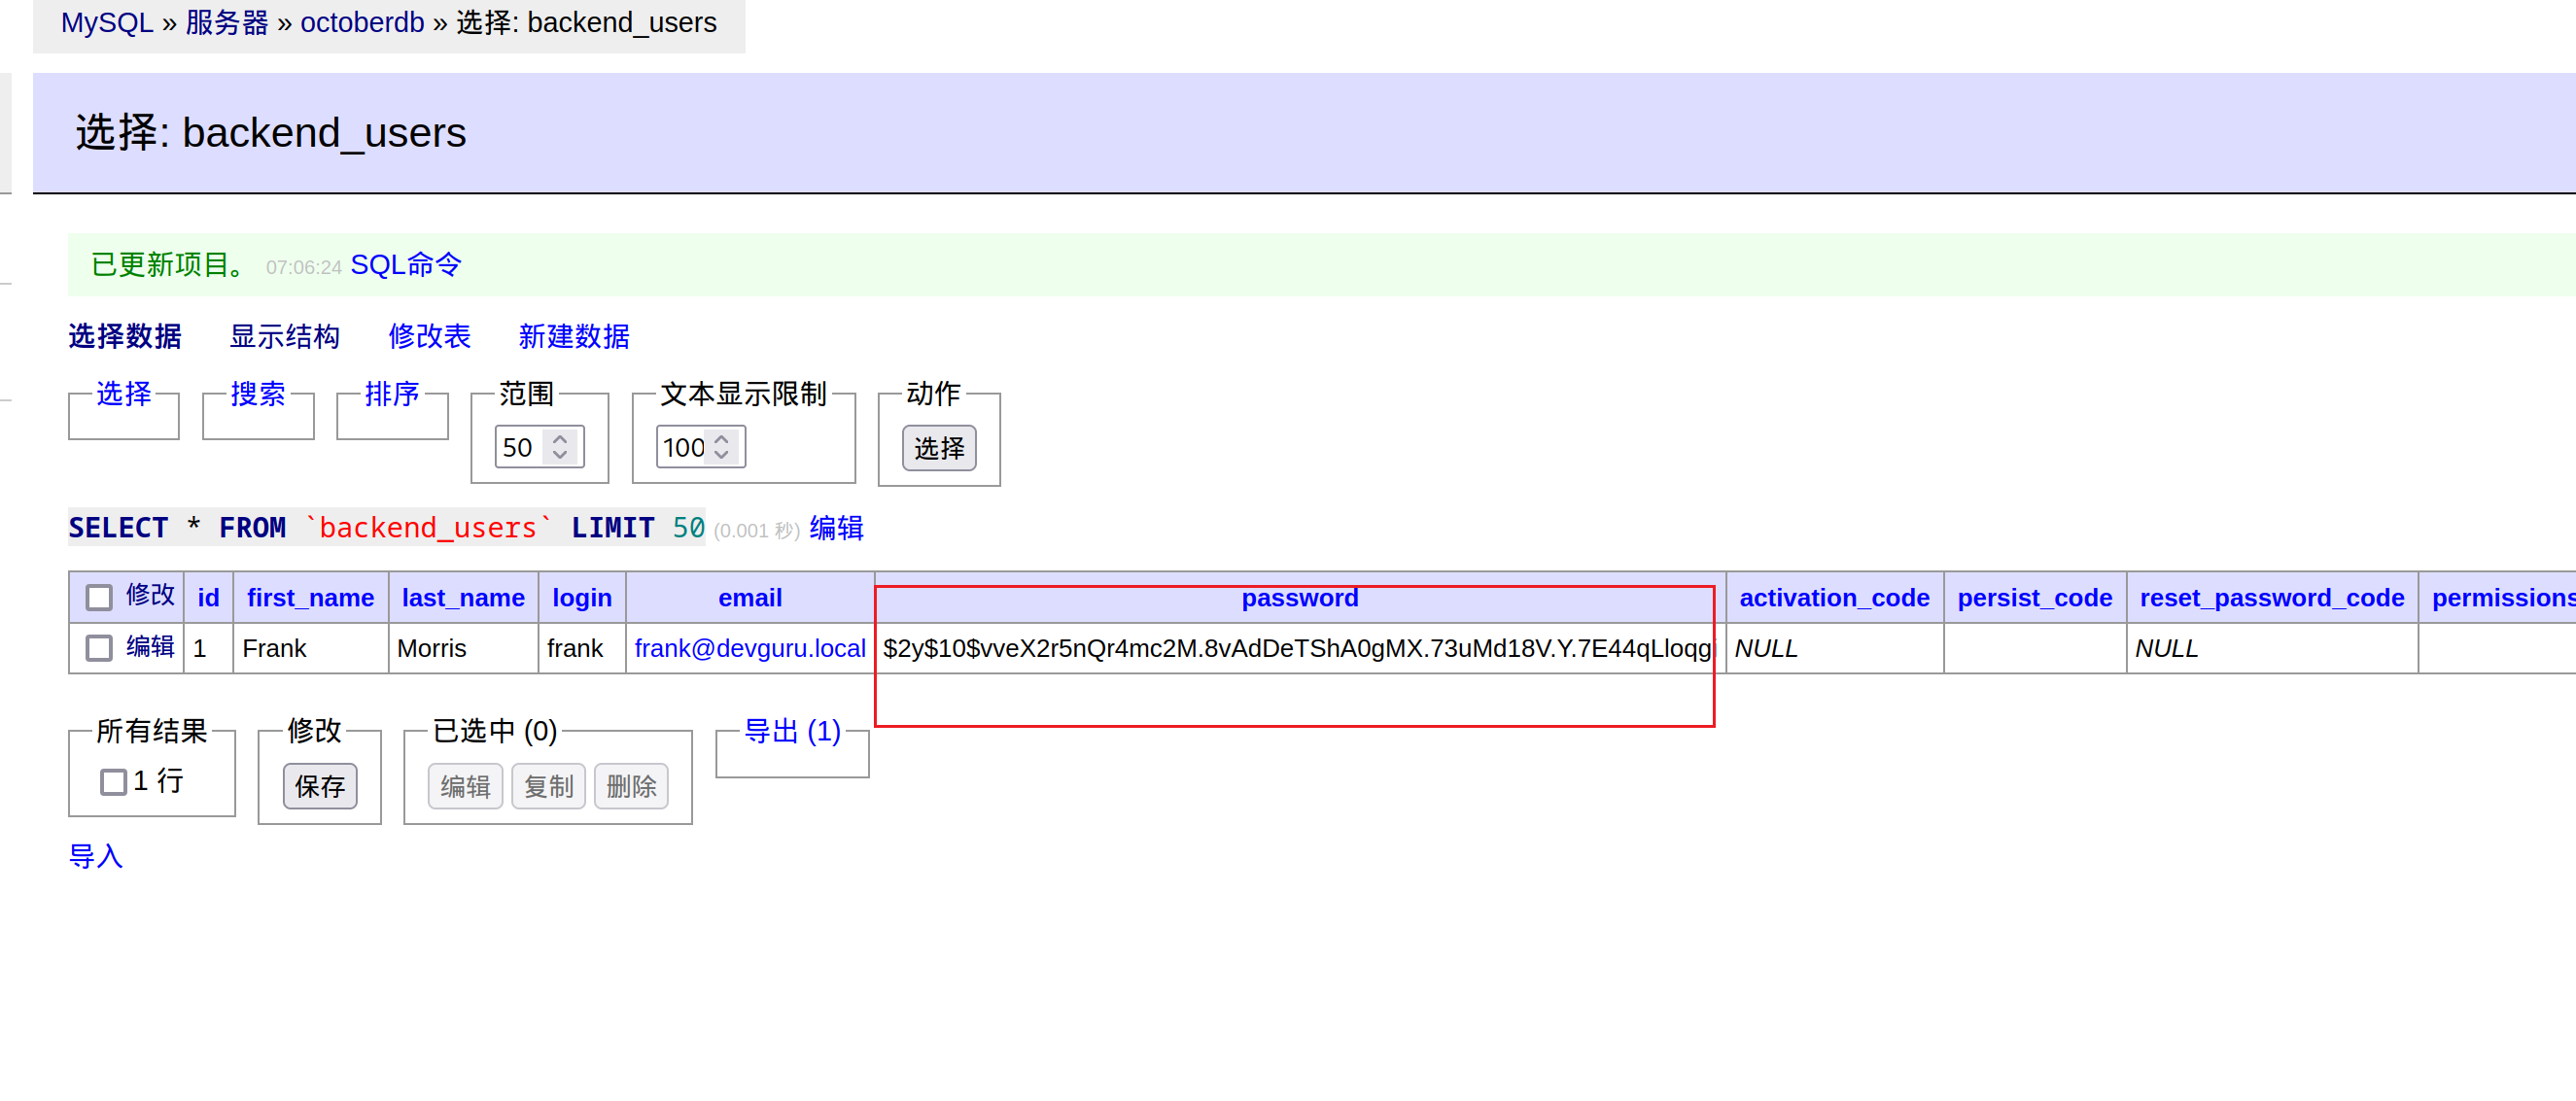 MySQL » 服务器 » octoberdb » 选择: backend_users
选择: backend_users
已更新项目。 07:06:24 SQL命令
选择数据 显示结构 修改表 新建数据
选择 搜索 排序 范围 文本显示限制 动作
50 100 选择
SELECT * FROM `backend_users` LIMIT 50 (0.001 秒) 编辑
修改 id first_name last_name login email password activation_code persist_code reset_password_code permissions
编辑 1 Frank Morris frank frank@devguru.local $2y$10$vveX2r5nQr4mc2M.8vAdDeTShA0gMX.73uMd18V.Y.7E44qLloqgi NULL NULL
所有结果 修改 已选中 (0) 导出 (1)
1 行 保存 编辑 复制 删除
导入